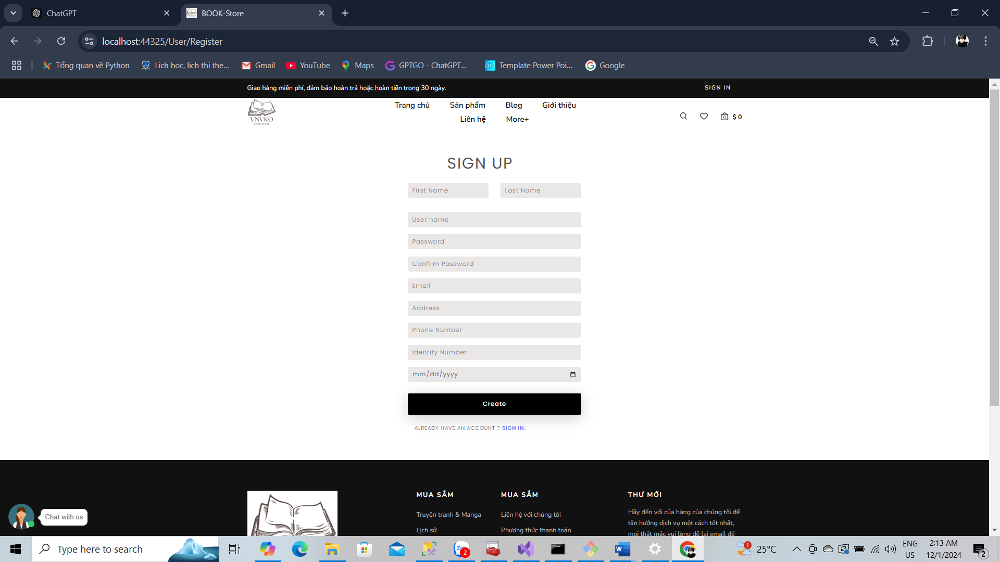 ChatGPT
BOOK-Store
localhost:44325/User/Register
Tổng quan về Python
Lịch học, lịch thi the...
Gmail
YouTube
Maps
GPTGO - ChatGPT...
Template Power Poi...
Google
Giao hàng miễn phí, đảm bảo hoàn trả hoặc hoàn tiền trong 30 ngày.
SIGN IN
VNVKO
BOOK STORE
Trang chủ
Sản phẩm
Blog
Giới thiệu
Liên hệ
More+
0
$ 0
SIGN UP
First Name
Last Name
User name
Password
Confirm Password
Email
Address
Phone Number
Identity Number
mm/dd/yyyy
Create
ALREADY HAVE AN ACCOUNT ? SIGN IN.
MUA SẮM
Truyện tranh & Manga
Lịch sử
MUA SẮM
Liên hệ với chúng tôi
Phương thức thanh toán
THƯ MỚI
Hãy đến với của hàng của chúng tôi để
tận hưởng dịch vụ một cách tốt nhất,
mọi thắt mắc vui lòng để lại email để
Chat with us
Type here to search
2
1
25°C
ENG
US
2:13 AM
12/1/2024
2